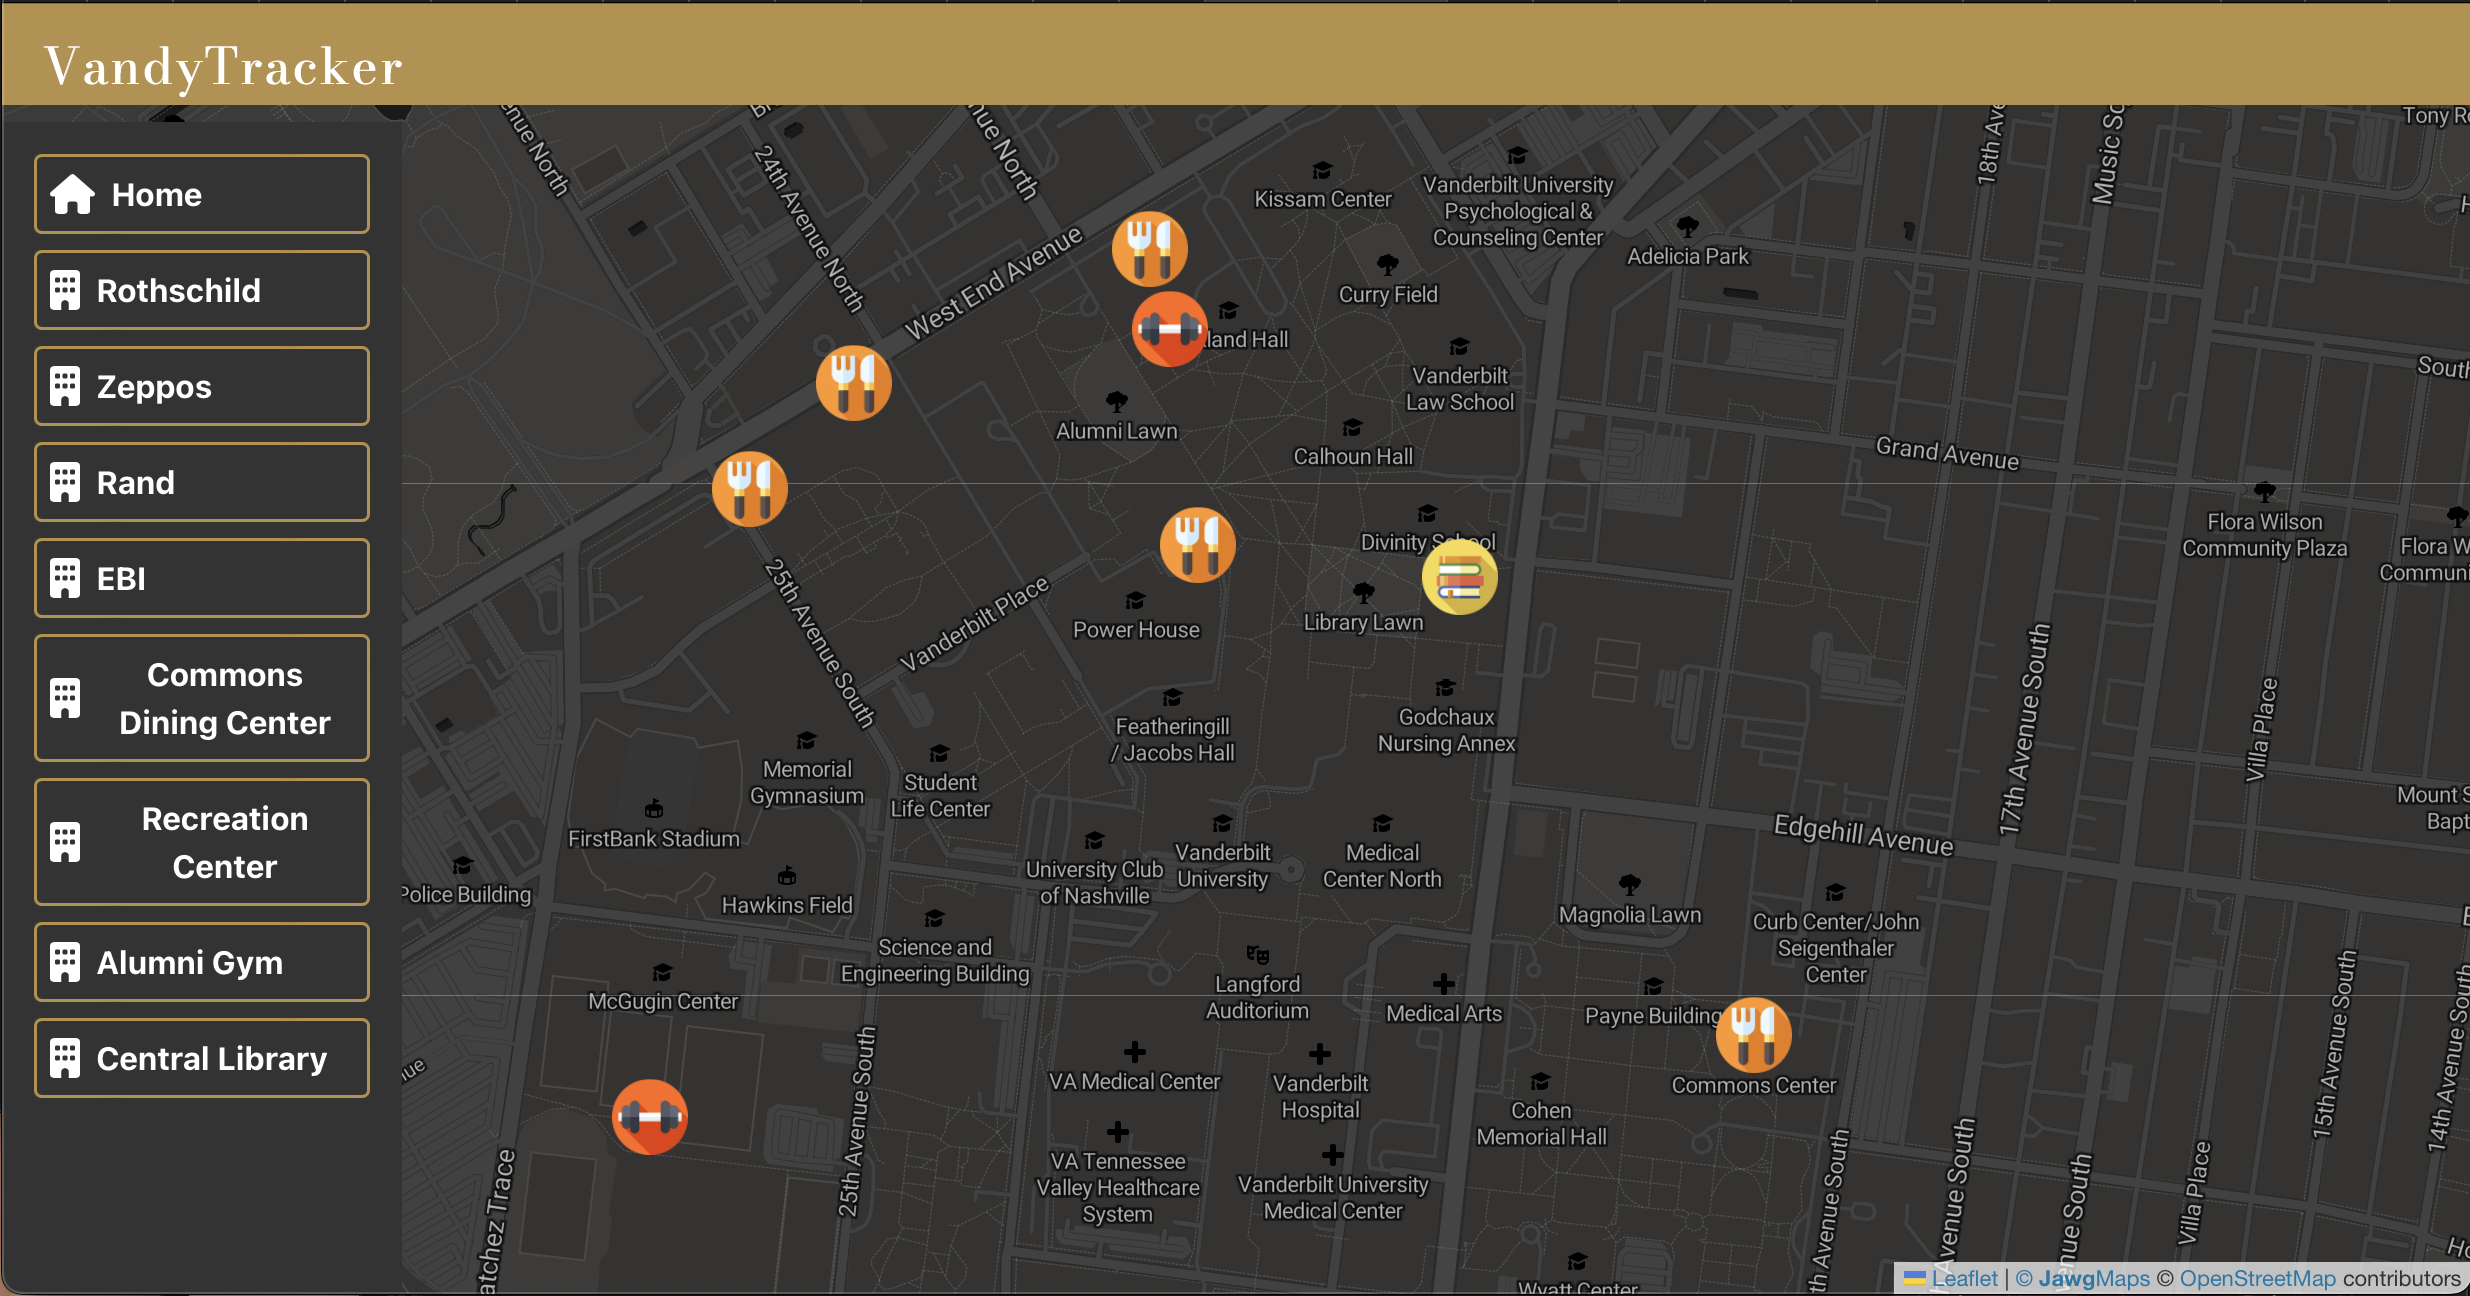 VandyTracker
Home
Rothschild
Zeppos
Rand
EBI
Commons
Dining Center
Recreation
Center
Alumni Gym
Central Library
24th Avenue North
West End Avenue
Kissam Center
Vanderbilt University
Psychological &
Counseling Center
Adelicia Park
Curry Field
Vanderbilt
Law School
Alumni Lawn
Calhoun Hall
Grand Avenue
Flora Wilson
Community Plaza
Divinity School
Library Lawn
Power House
Vanderbilt Place
25th Avenue South
Featheringill
/ Jacobs Hall
Godchaux
Nursing Annex
17th Avenue South
Villa Place
Memorial
Gymnasium
Student
Life Center
FirstBank Stadium
Hawkins Field
Police Building
University Club
of Nashville
Vanderbilt
University
Medical
Center North
Edgehill Avenue
Magnolia Lawn
Curb Center/John
Seigenthaler
Center
Science and
Engineering Building
McGugin Center
Langford
Auditorium
Medical Arts
Payne Building
Commons Center
15th Avenue South
14th Avenue South
25th Avenue South
VA Medical Center
Vanderbilt
Hospital
Cohen
Memorial Hall
VA Tennessee
Valley Healthcare
System
Vanderbilt University
Medical Center
Villa Place
Wyatt Center
Leaflet | © JawgMaps © OpenStreetMap contributors